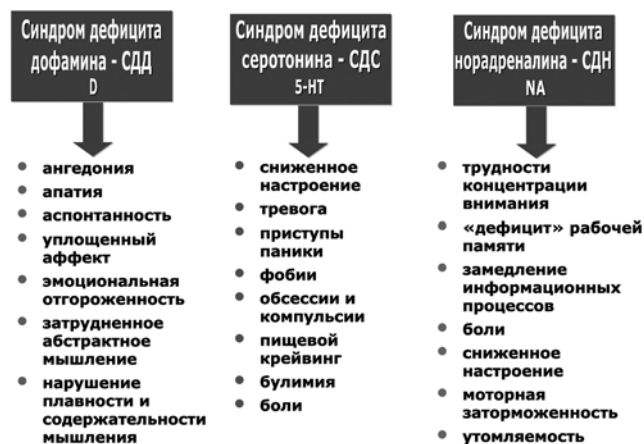 Синдром дефицита
дофамина - СДД
D
• ангедония
• апатия
• аспонтанность
• уплощенный
аффект
• эмоциональная
отгороженность
• затрудненное
абстрактное
мышление
• нарушение
плавности и
содержательности
мышления
Синдром дефицита
серотонина - СДС
5-НТ
• сниженное
настроение
• тревога
• приступы
паники
• фобии
• обсессии и
компульсии
• пищевой
крейвинг
• булимия
• боли
Синдром дефицита
норадреналина - СДН
NA
• трудности
концентрации
внимания
• «дефицит» рабочей
памяти
• замедление
информационных
процессов
• боли
• сниженное
настроение
• моторная
заторможенность
• утомляемость